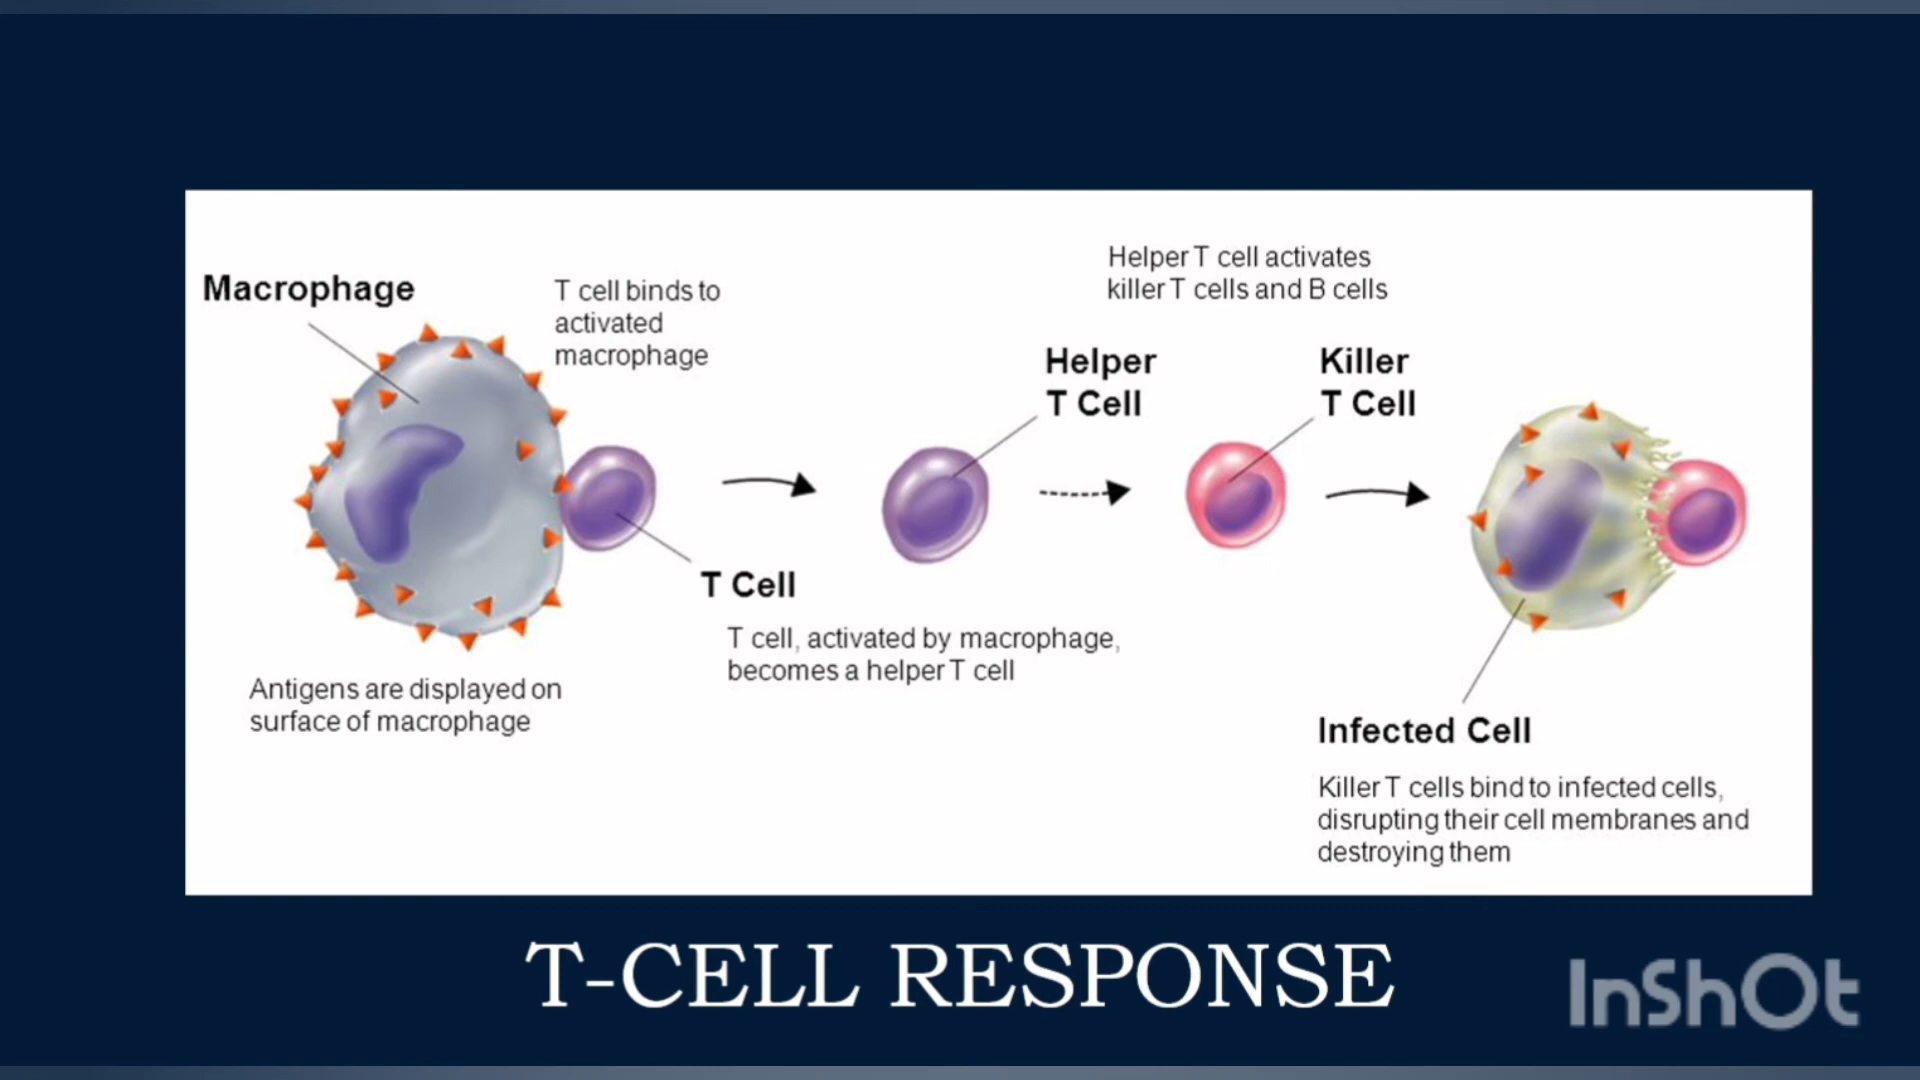 Macrophage
T cell binds to
activated
macrophage
Helper T cell activates
killer T cells and B cells
Helper
T Cell
Killer
T Cell
T Cell
T cell, activated by macrophage,
becomes a helper T cell
Antigens are displayed on
surface of macrophage
Infected Cell
Killer T cells bind to infected cells,
disrupting their cell membranes and
destroying them
T-CELL RESPONSE
InShOt